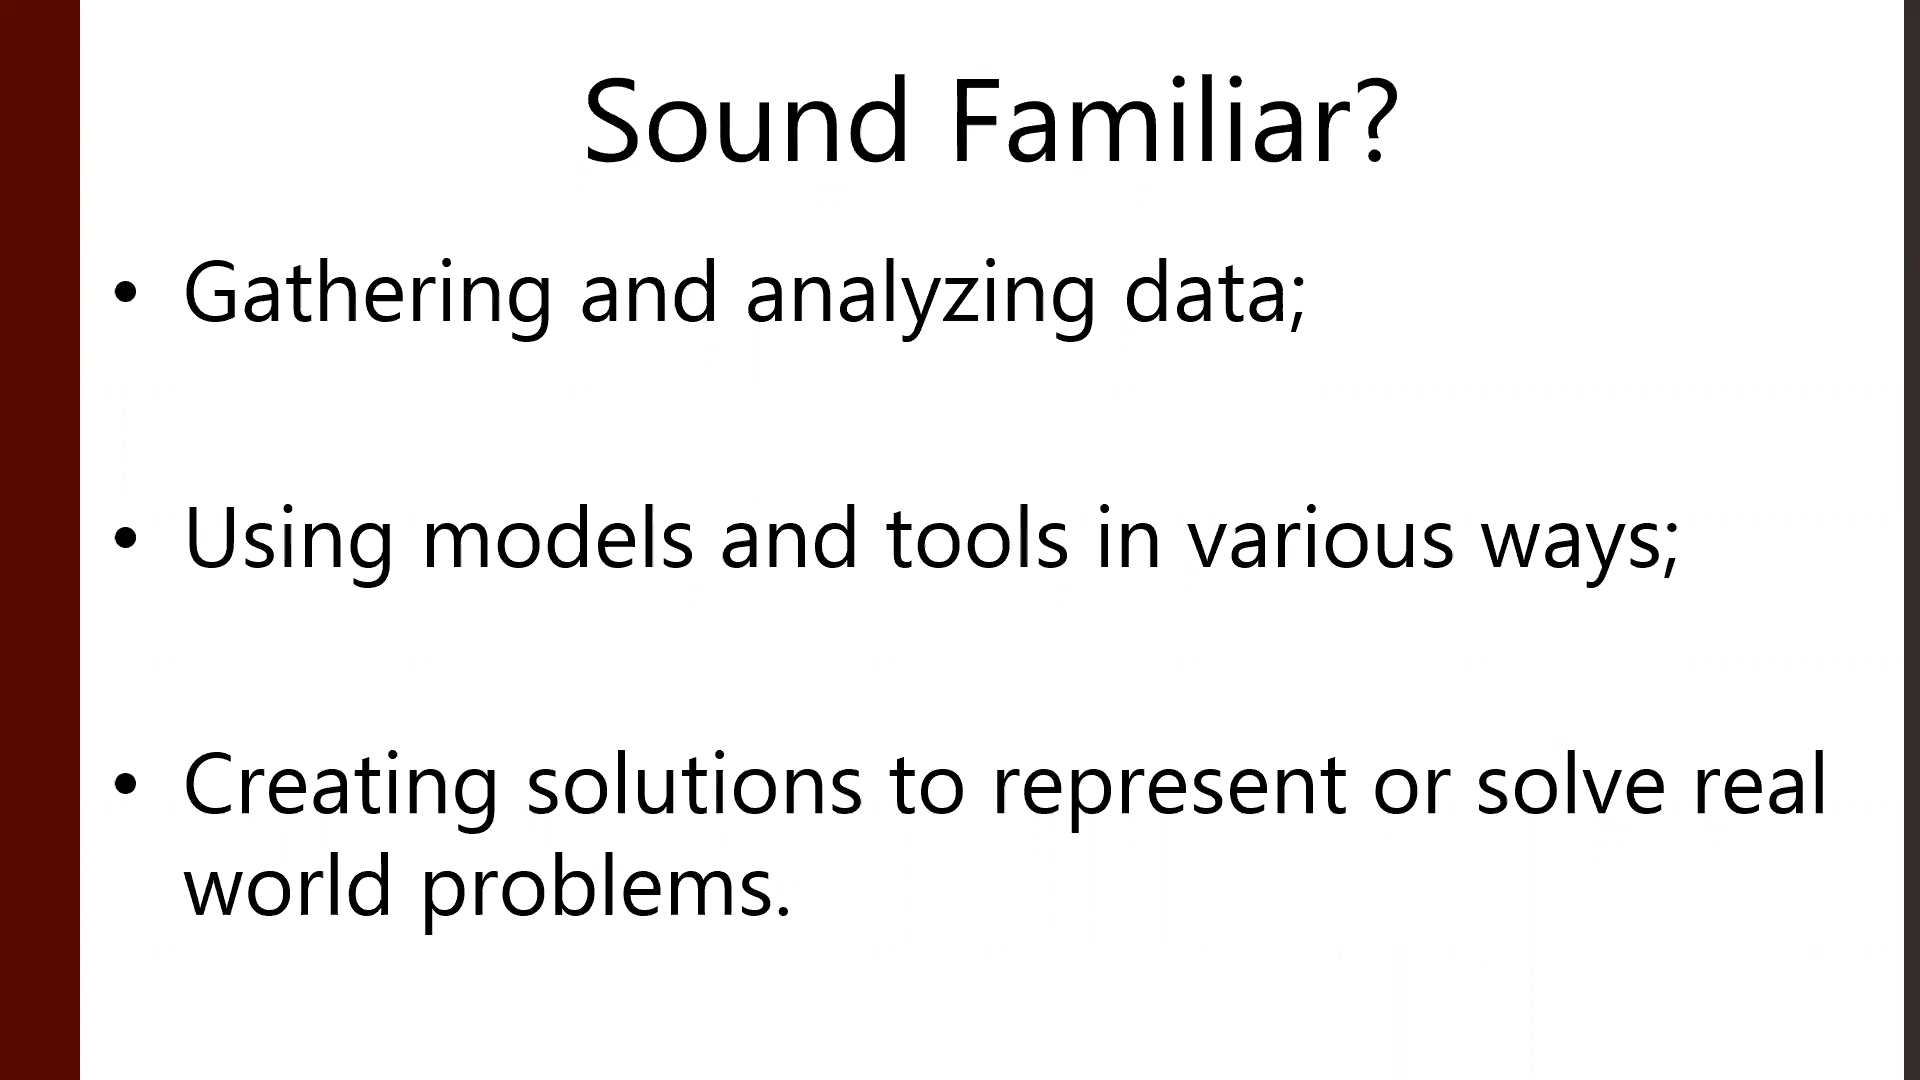 Sound Familiar?
• Gathering and analyzing data;
• Using models and tools in various ways;
• Creating solutions to represent or solve real
world problems.